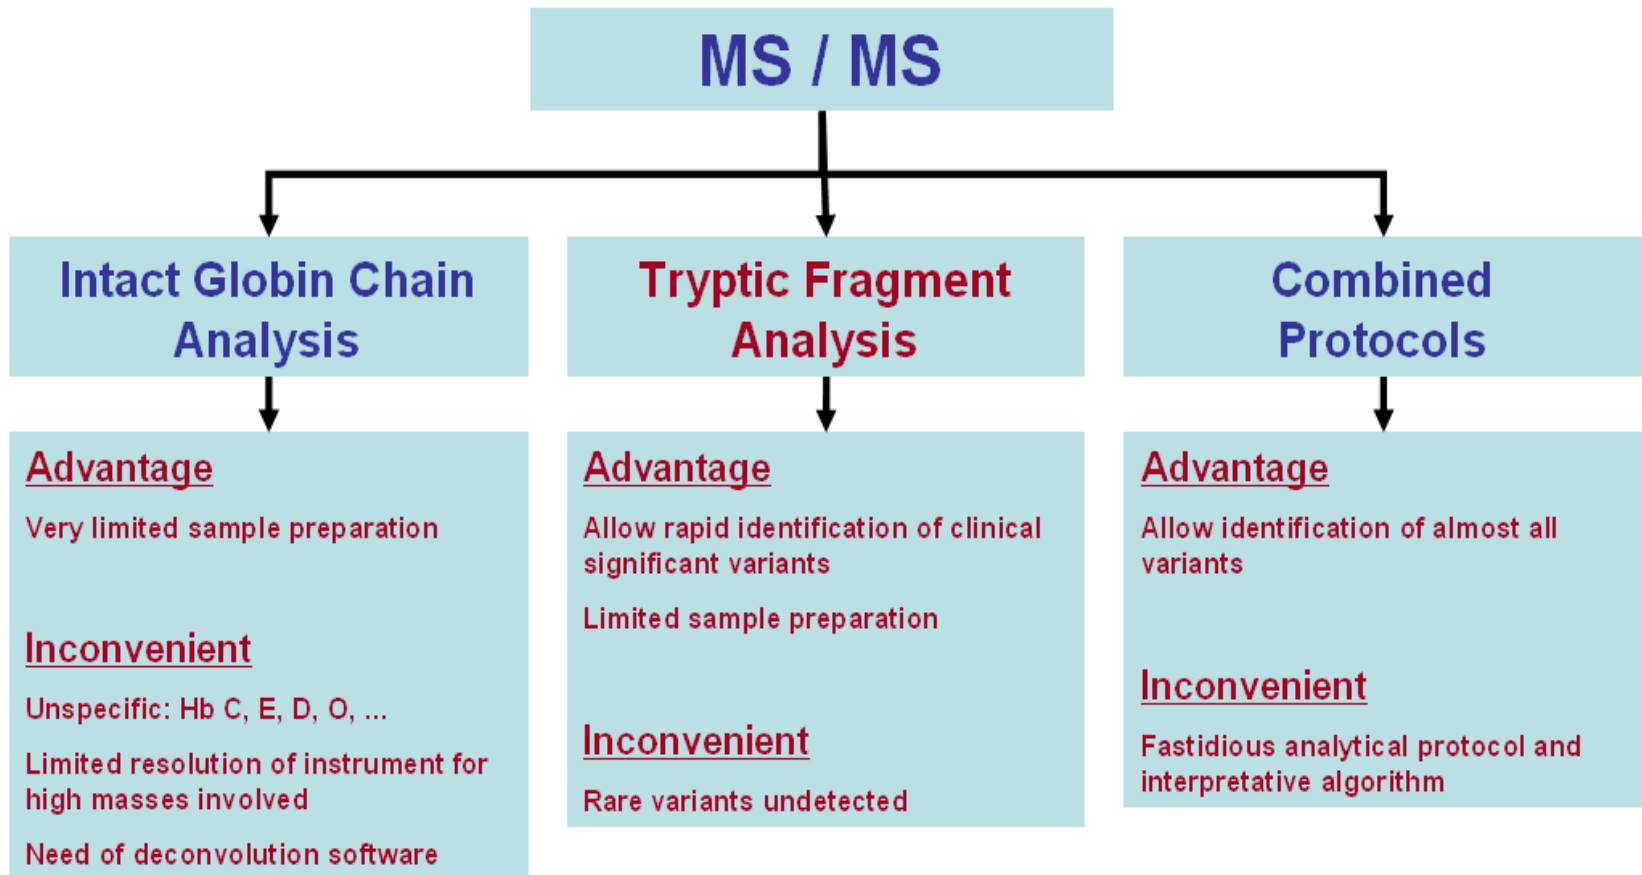 MS / MS
Intact Globin Chain
Analysis
Advantage
Very limited sample preparation
Inconvenient
Unspecific: Hb C, E, D, O, ...
Limited resolution of instrument for
high masses involved
Need of deconvolution software
Tryptic Fragment
Analysis
Advantage
Allow rapid identification of clinical
significant variants
Limited sample preparation
Inconvenient
Rare variants undetected
Combined
Protocols
Advantage
Allow identification of almost all
variants
Inconvenient
Fastidious analytical protocol and
interpretative algorithm